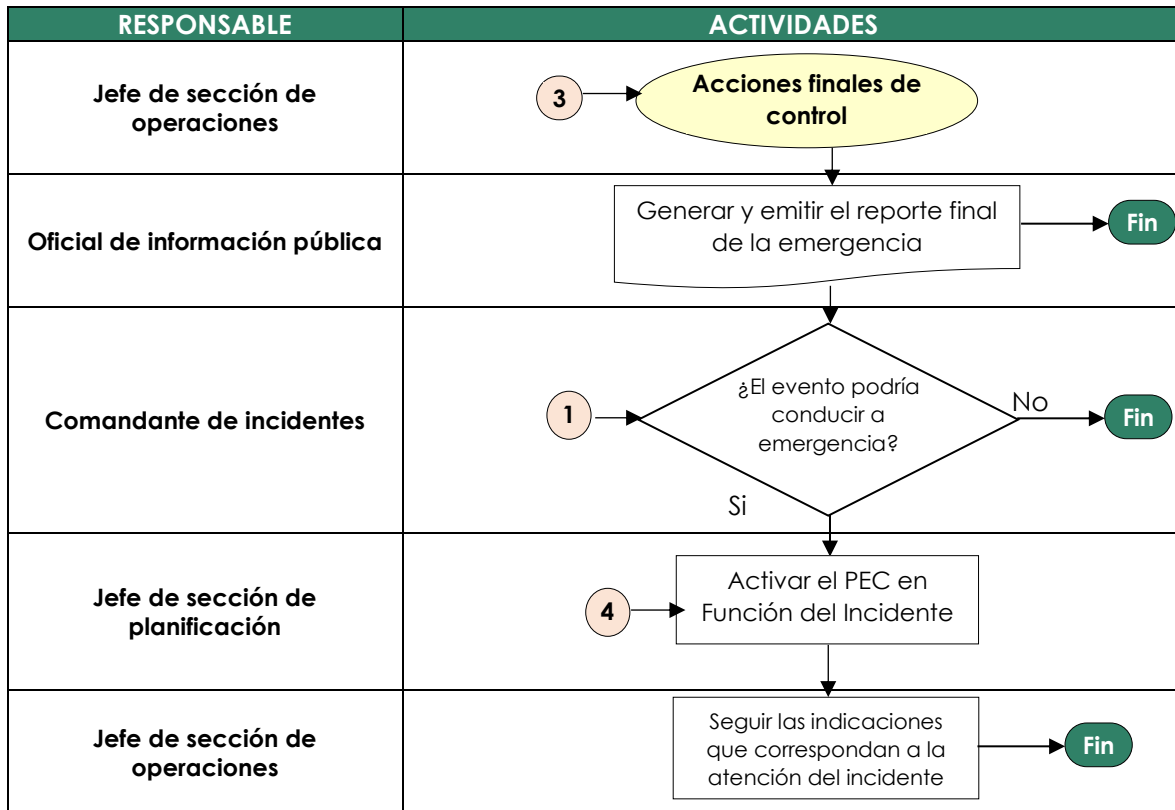 RESPONSABLE
ACTIVIDADES
Jefe de sección de
operaciones
3
Acciones finales de
control
Oficial de información pública
Generar y emitir el reporte final
de la emergencia
Fin
Comandante de incidentes
1
¿El evento podría
conducir a
emergencia?
No
Fin
Si
Jefe de sección de
planificación
4
Activar el PEC en
Función del Incidente
Jefe de sección de
operaciones
Seguir las indicaciones
que correspondan a la
atención del incidente
Fin